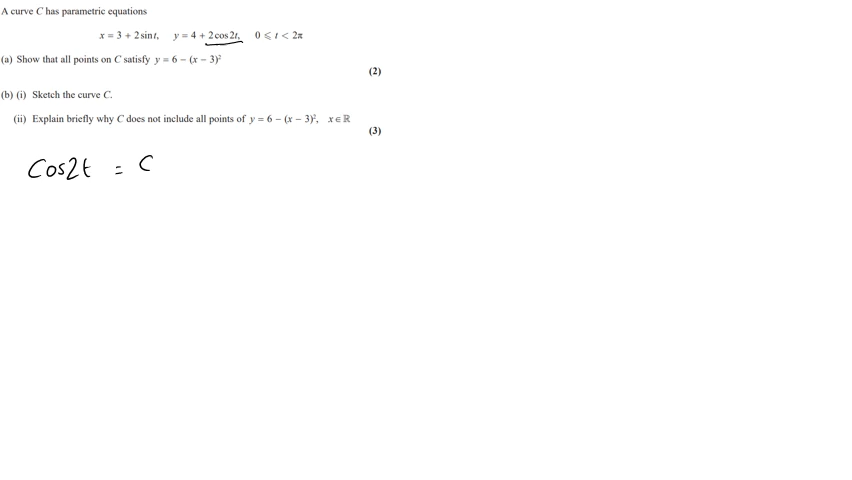 A curve C has parametric equations
x = 3 + 2 sin t, y = 4 + 2 cos 2t, 0 ⩽ t < 2π
(a) Show that all points on C satisfy y = 6 − (x − 3)²
(2)
(b) (i) Sketch the curve C.
(ii) Explain briefly why C does not include all points of y = 6 − (x − 3)², x ∈ ℝ
(3)
Cos2t = C